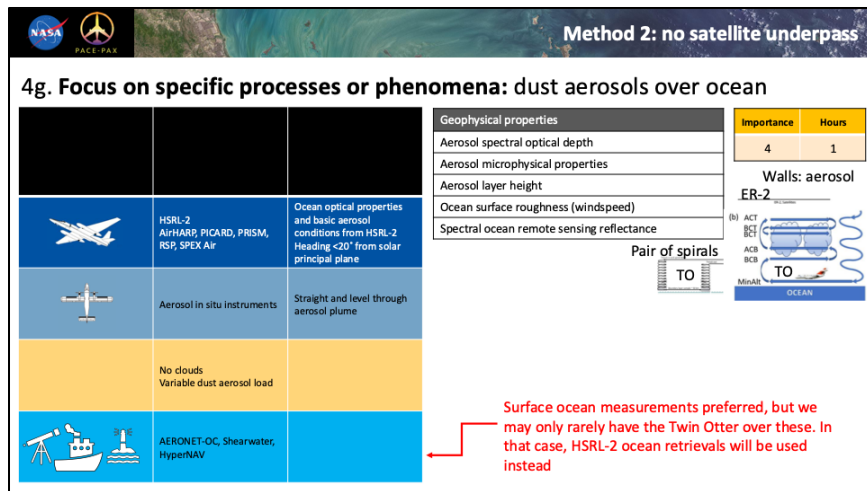 NASA
PACE-PAX
Method 2: no satellite underpass
4g. Focus on specific processes or phenomena: dust aerosols over ocean
HSRL-2
AirHARP, PICARD, PRISM,
RSP, SPEX Air
Ocean optical properties
and basic aerosol
conditions from HSRL-2
Heading <20° from solar
principal plane
Aerosol in situ instruments
Straight and level through
aerosol plume
No clouds
Variable dust aerosol load
AERONET-OC, Shearwater,
HyperNAV
Geophysical properties
Aerosol spectral optical depth
Aerosol microphysical properties
Aerosol layer height
Ocean surface roughness (windspeed)
Spectral ocean remote sensing reflectance
Importance Hours
4 1
Walls: aerosol
ER-2
(b) ACT
BCT
BCT
ACB
BCB
TO
MinAlt
OCEAN
Pair of spirals
TO
Surface ocean measurements preferred, but we
may only rarely have the Twin Otter over these. In
that case, HSRL-2 ocean retrievals will be used
instead